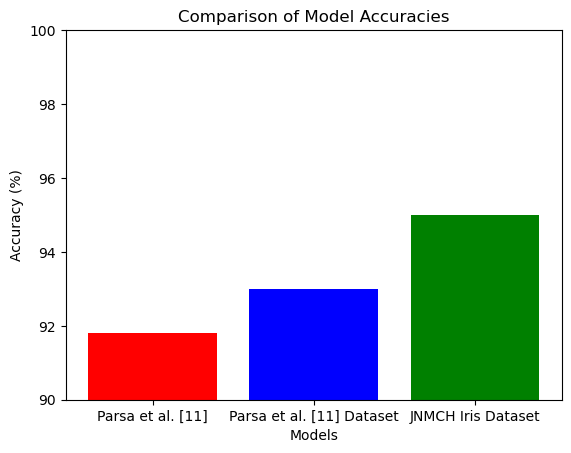 Comparison of Model Accuracies
100
98
96
94
92
90
Accuracy (%)
Parsa et al. [11]
Parsa et al. [11] Dataset
JNMCH Iris Dataset
Models